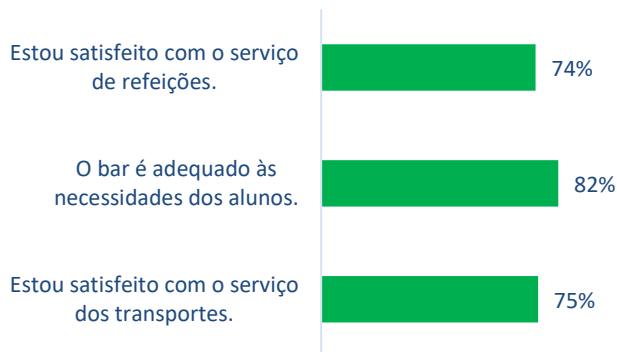 Estou satisfeito com o serviço
de refeições.
74%
O bar é adequado às
necessidades dos alunos.
82%
Estou satisfeito com o serviço
dos transportes.
75%